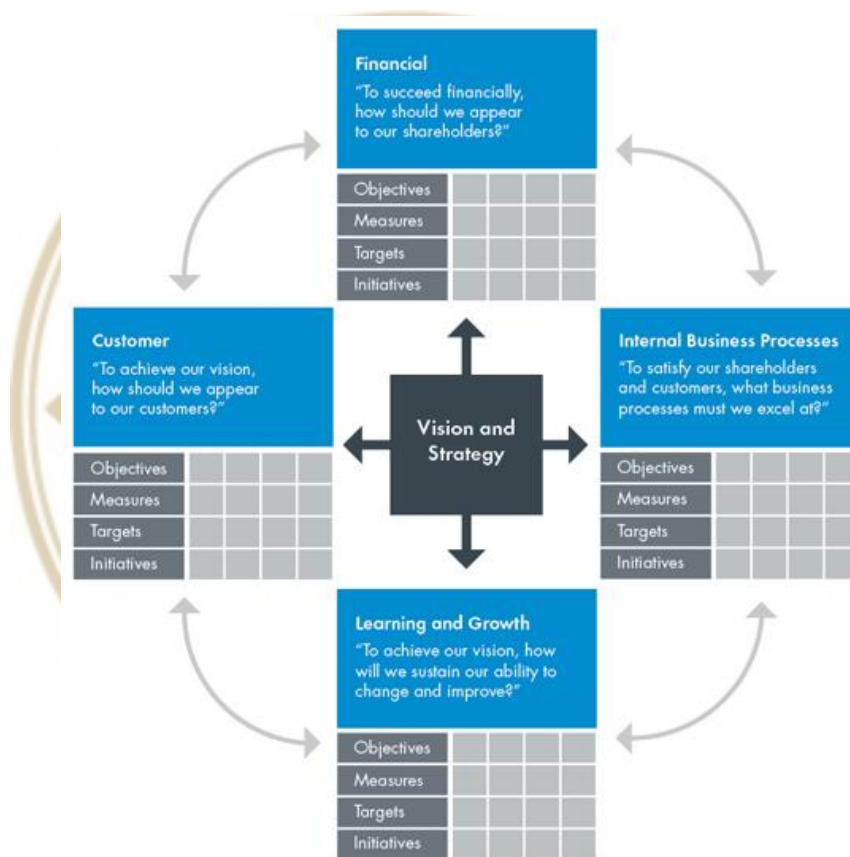 Financial
“To succeed financially,
how should we appear
to our shareholders?”
Objectives
Measures
Targets
Initiatives
Customer
“To achieve our vision,
how should we appear
to our customers?”
Objectives
Measures
Targets
Initiatives
Vision and
Strategy
Internal Business Processes
“To satisfy our shareholders
and customers, what business
processes must we excel at?”
Objectives
Measures
Targets
Initiatives
Learning and Growth
“To achieve our vision, how
will we sustain our ability to
change and improve?”
Objectives
Measures
Targets
Initiatives